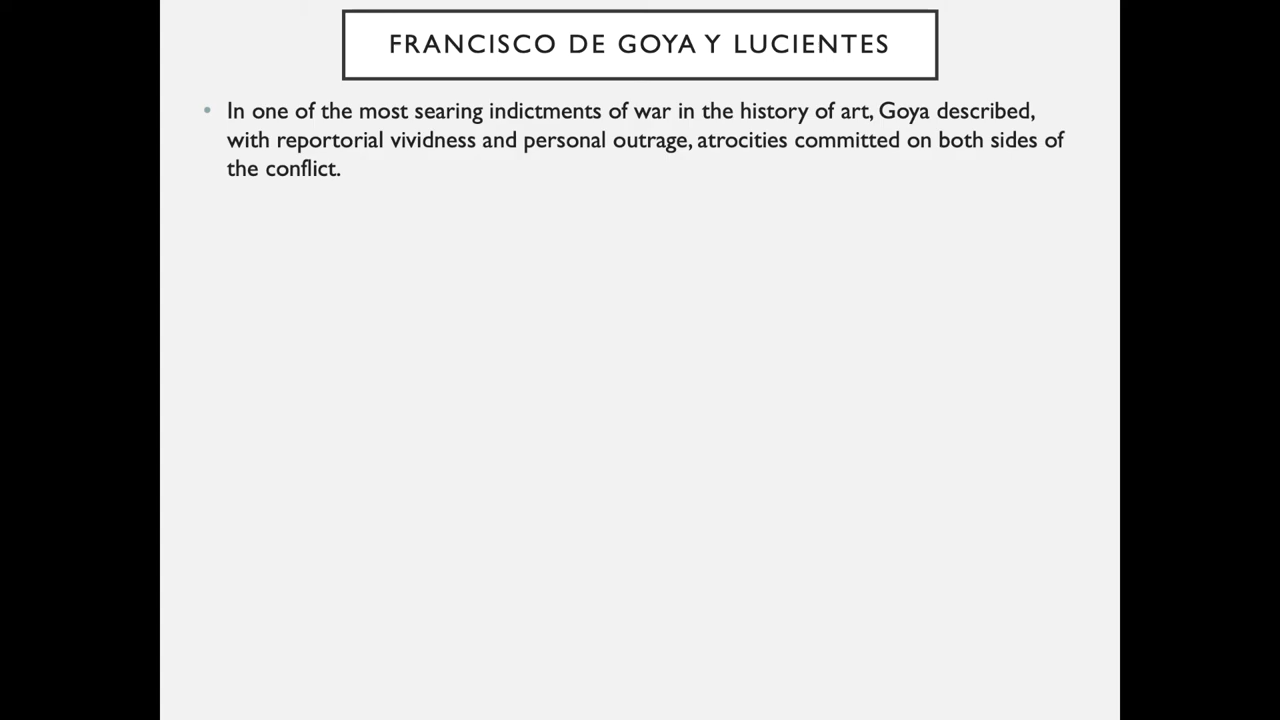 FRANCISCO DE GOYA Y LUCIENTES
• In one of the most searing indictments of war in the history of art, Goya described,
with reportorial vividness and personal outrage, atrocities committed on both sides of
the conflict.